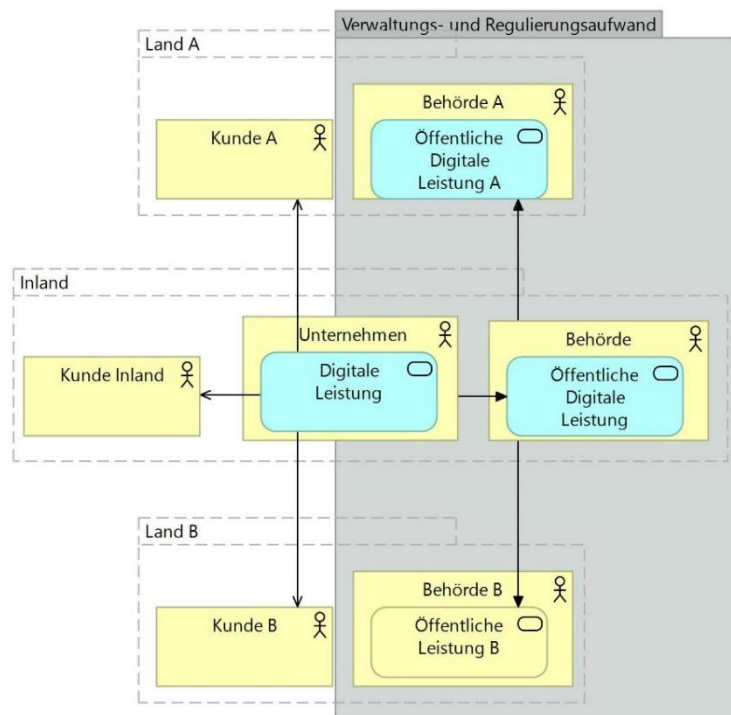 Verwaltungs- und Regulierungsaufwand
Land A
Kunde A
Behörde A
Öffentliche
Digitale
Leistung A
Inland
Kunde Inland
Unternehmen
Digitale
Leistung
Behörde
Öffentliche
Digitale
Leistung
Land B
Kunde B
Behörde B
Öffentliche
Leistung B